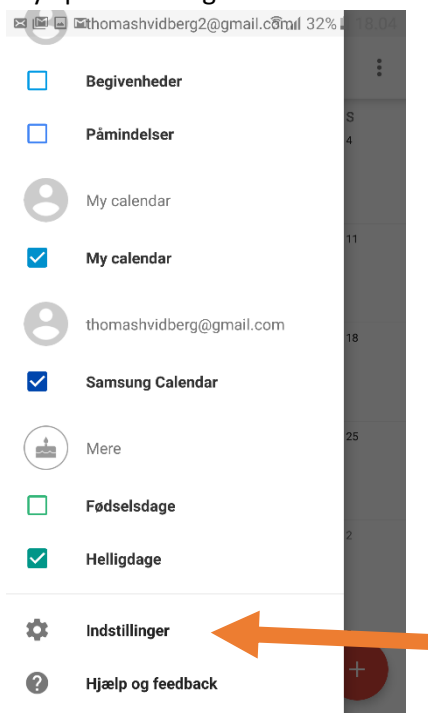 thomashvidberg2@gmail.com 32% 18.04
Begivenheder
S
Påmindelser
4
My calendar
11
My calendar
thomashvidberg@gmail.com
18
Samsung Calendar
25
Mere
Fødselsdage
2
Helligdage
Indstillinger
Hjælp og feedback